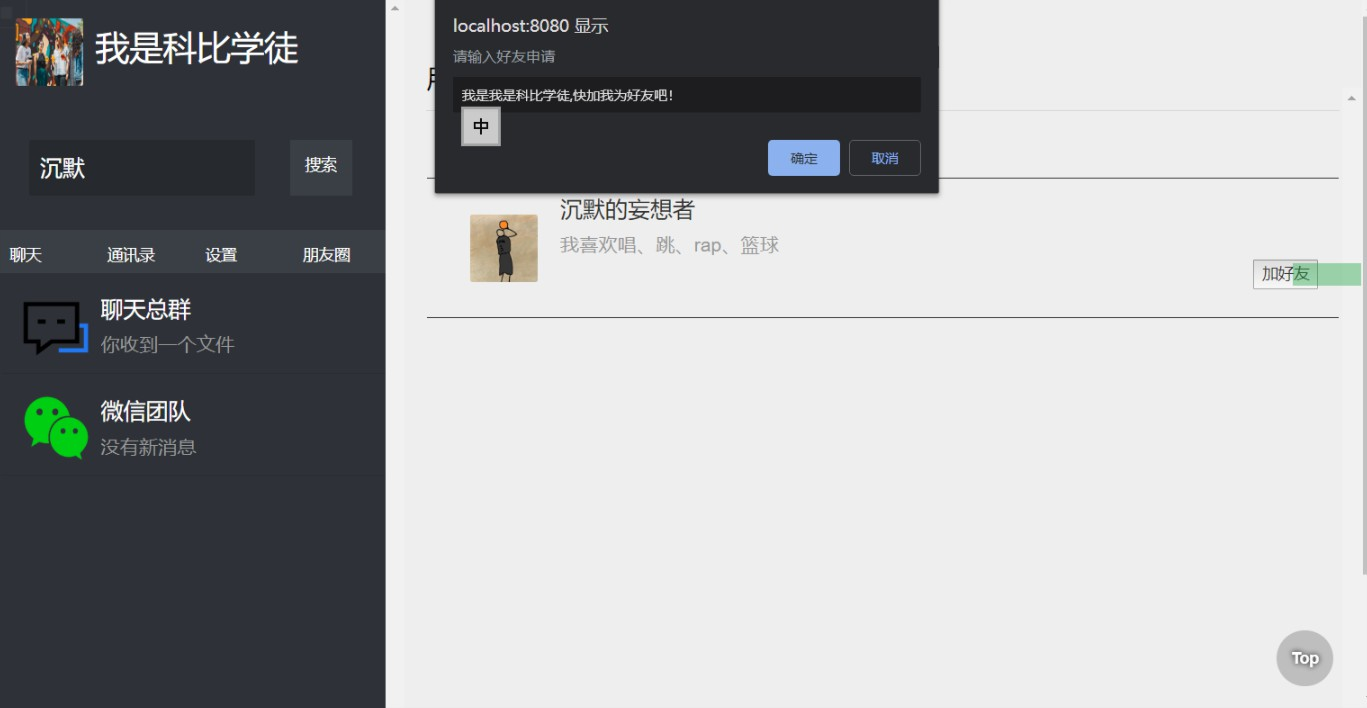 我是科比学徒
沉默
搜索
聊天 通讯录 设置 朋友圈
聊天总群
你收到一个文件
微信团队
没有新消息
localhost:8080 显示
请输入好友申请
我是我是科比学徒,快加我为好友吧!
中
确定 取消
沉默的妄想者
我喜欢唱、跳、rap、篮球
加好友
Top